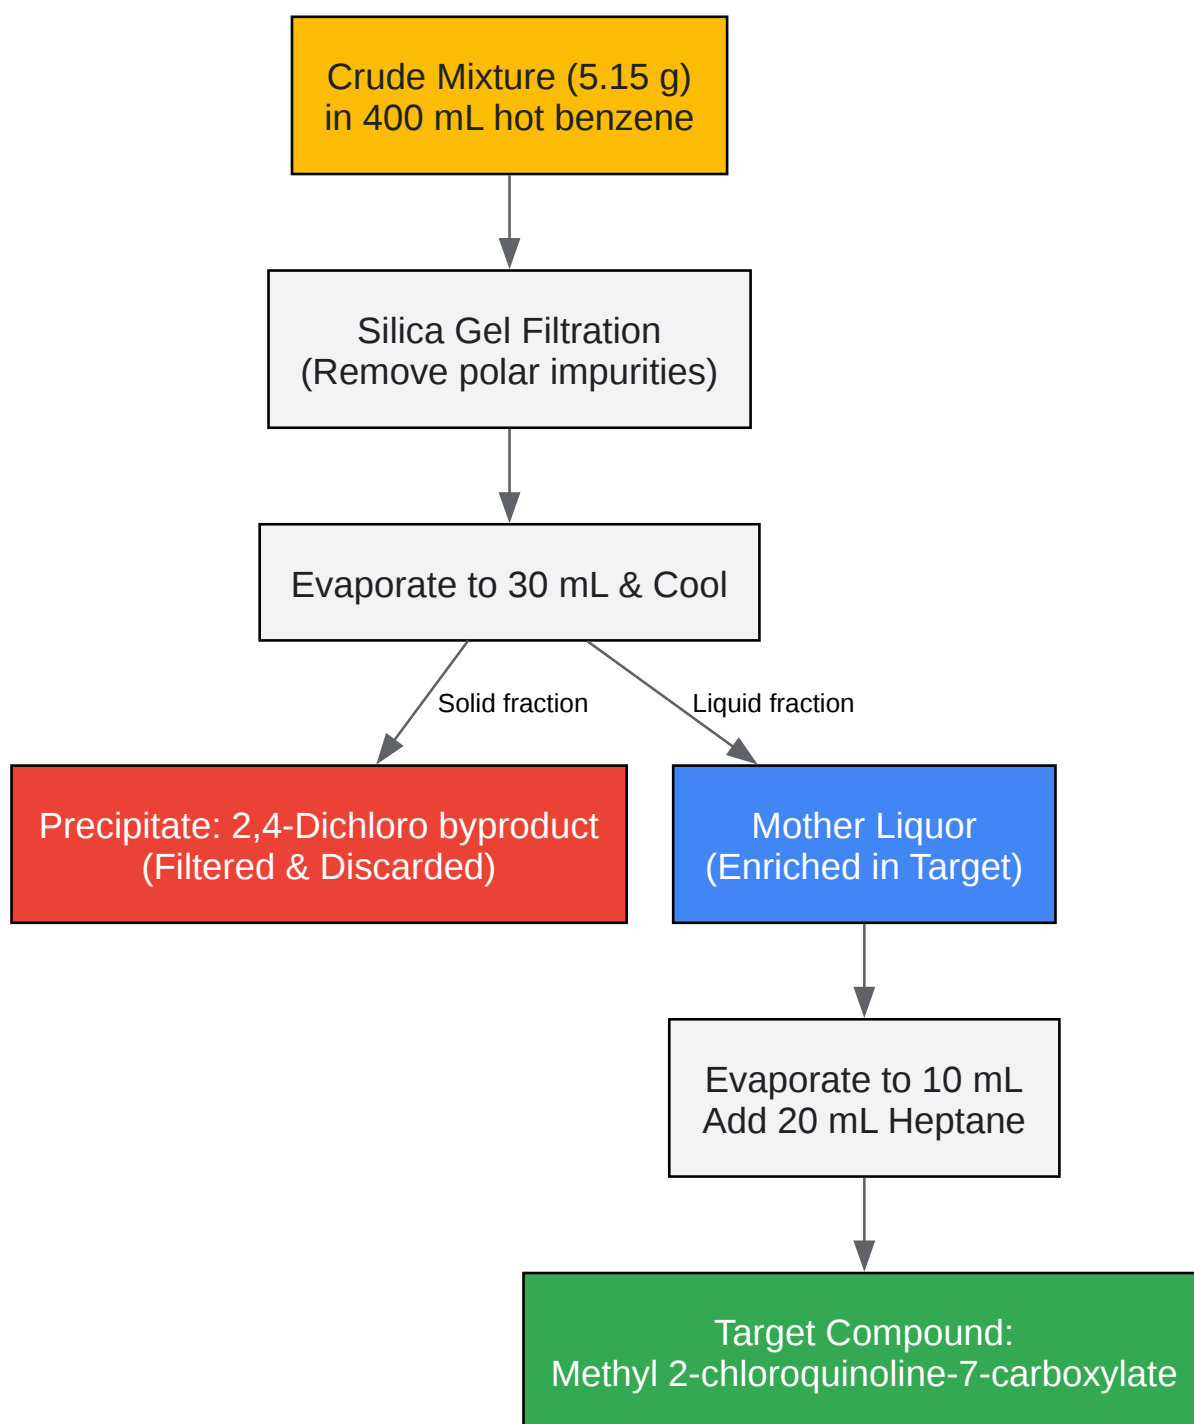 Crude Mixture (5.15 g)
in 400 mL hot benzene
Silica Gel Filtration
(Remove polar impurities)
Evaporate to 30 mL & Cool
Solid fraction
Liquid fraction
Precipitate: 2,4-Dichloro byproduct
(Filtered & Discarded)
Mother Liquor
(Enriched in Target)
Evaporate to 10 mL
Add 20 mL Heptane
Target Compound:
Methyl 2-chloroquinoline-7-carboxylate